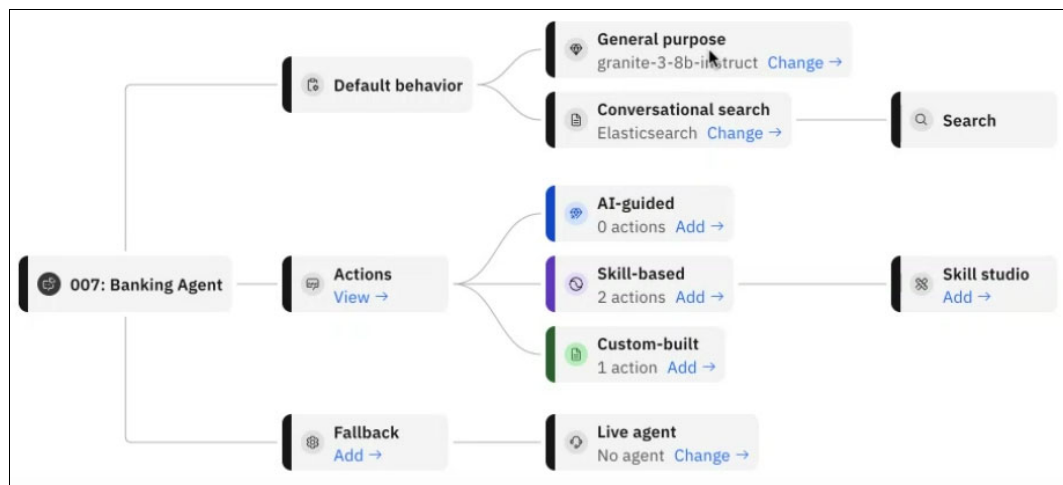 General purpose
granite-3-8b-instruct Change →
Default behavior
Conversational search
Elasticsearch Change →
Search
AI-guided
0 actions Add →
007: Banking Agent
Actions
View →
Skill-based
2 actions Add →
Skill studio
Add →
Custom-built
1 action Add →
Fallback
Add →
Live agent
No agent Change →